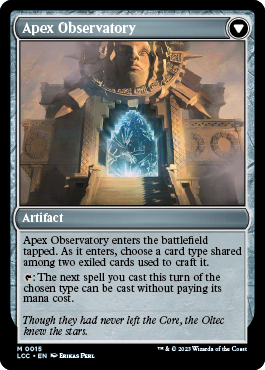 Apex Observatory
Artifact
Apex Observatory enters the battlefield
tapped. As it enters, choose a card type shared
among two exiled cards used to craft it.
: The next spell you cast this turn of the
chosen type can be cast without paying its
mana cost.
Though they had never left the Core, the Oltec
knew the stars.
M 0015
LCC • EN Erikas Perl
™ & © 2023 Wizards of the Coast